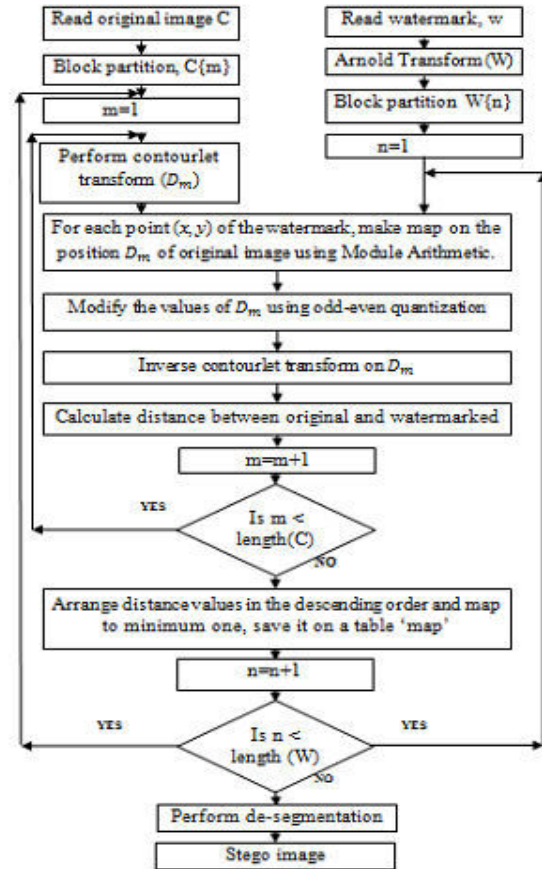 Read original image C
Read watermark, w
Block partition, C{m}
Arnold Transform (W)
m=1
Block partition W{n}
n=1
Perform contourlet
transform (D_m)
For each point (x, y) of the watermark, make map on the
position D_m of original image using Module Arithmetic.
Modify the values of D_m using odd-even quantization
Inverse contourlet transform on D_m
Calculate distance between original and watermarked
m=m+1
YES
Is m <
length(C)
NO
Arrange distance values in the descending order and map
to minimum one, save it on a table ‘map’
n=n+1
YES
YES
Is n <
length (W)
NO
Perform de-segmentation
Stego image